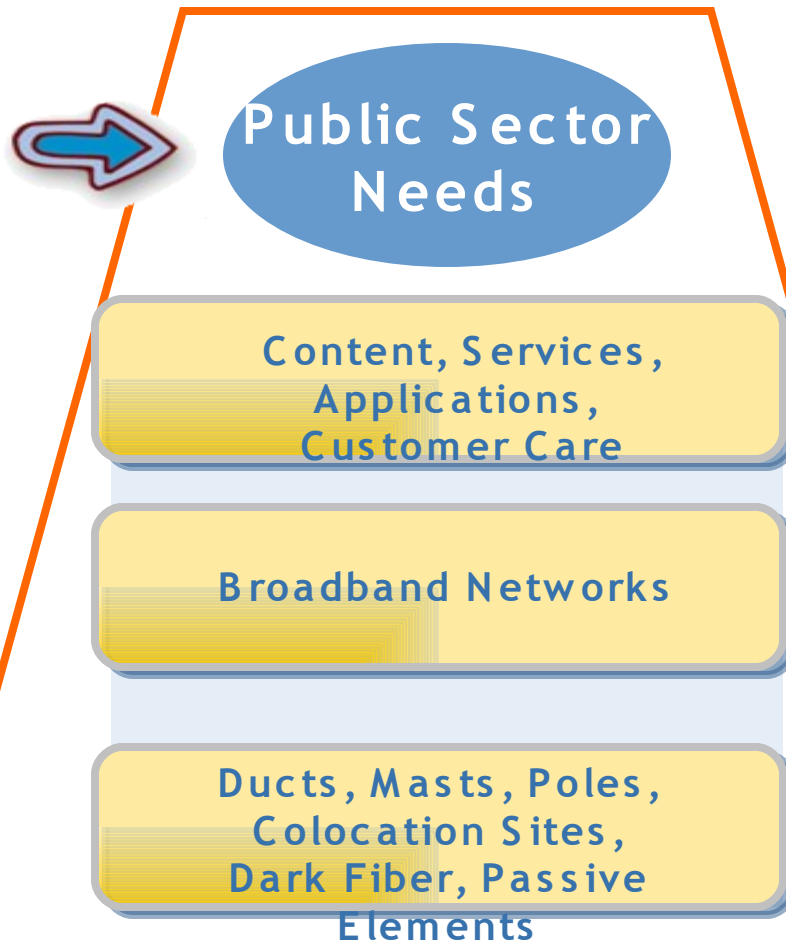 Public Sector
Needs
Content, Services,
Applications,
Customer Care
Broadband Networks
Ducts, Masts, Poles,
Colocation Sites,
Dark Fiber, Passive
Elements